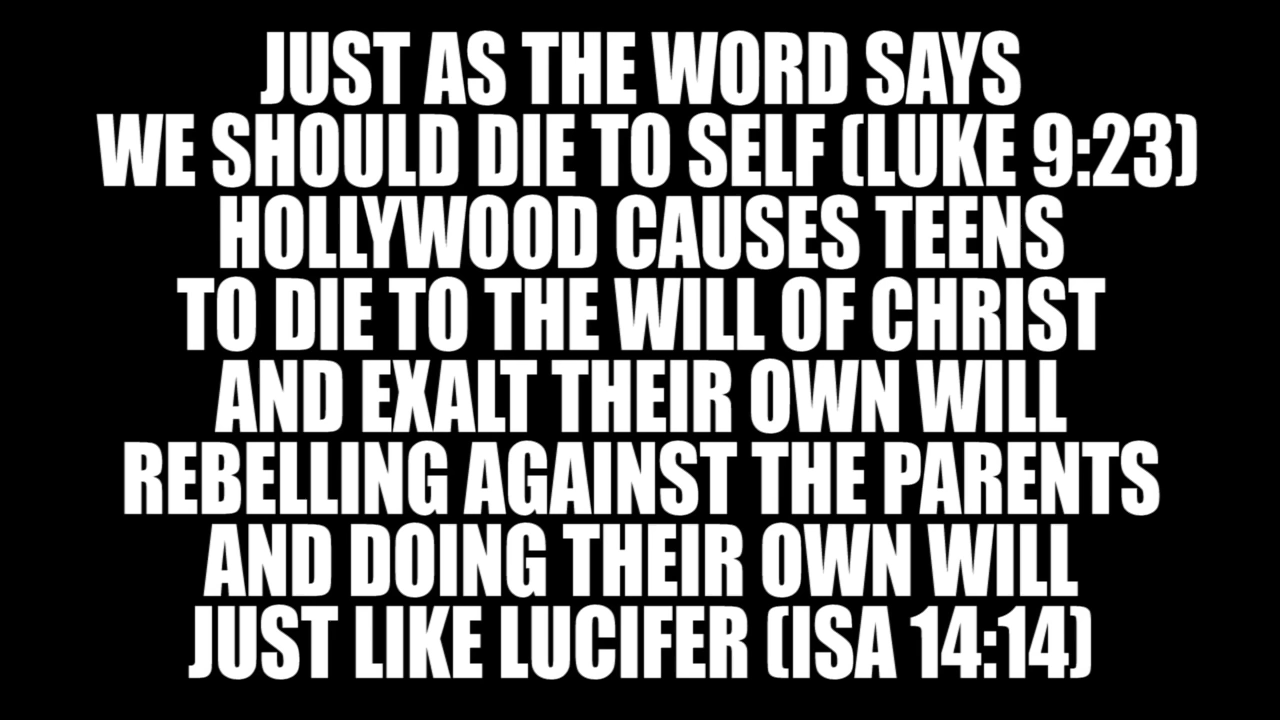 JUST AS THE WORD SAYS
WE SHOULD DIE TO SELF (LUKE 9:23)
HOLLYWOOD CAUSES TEENS
TO DIE TO THE WILL OF CHRIST
AND EXALT THEIR OWN WILL
REBELLING AGAINST THE PARENTS
AND DOING THEIR OWN WILL
JUST LIKE LUCIFER (ISA 14:14)